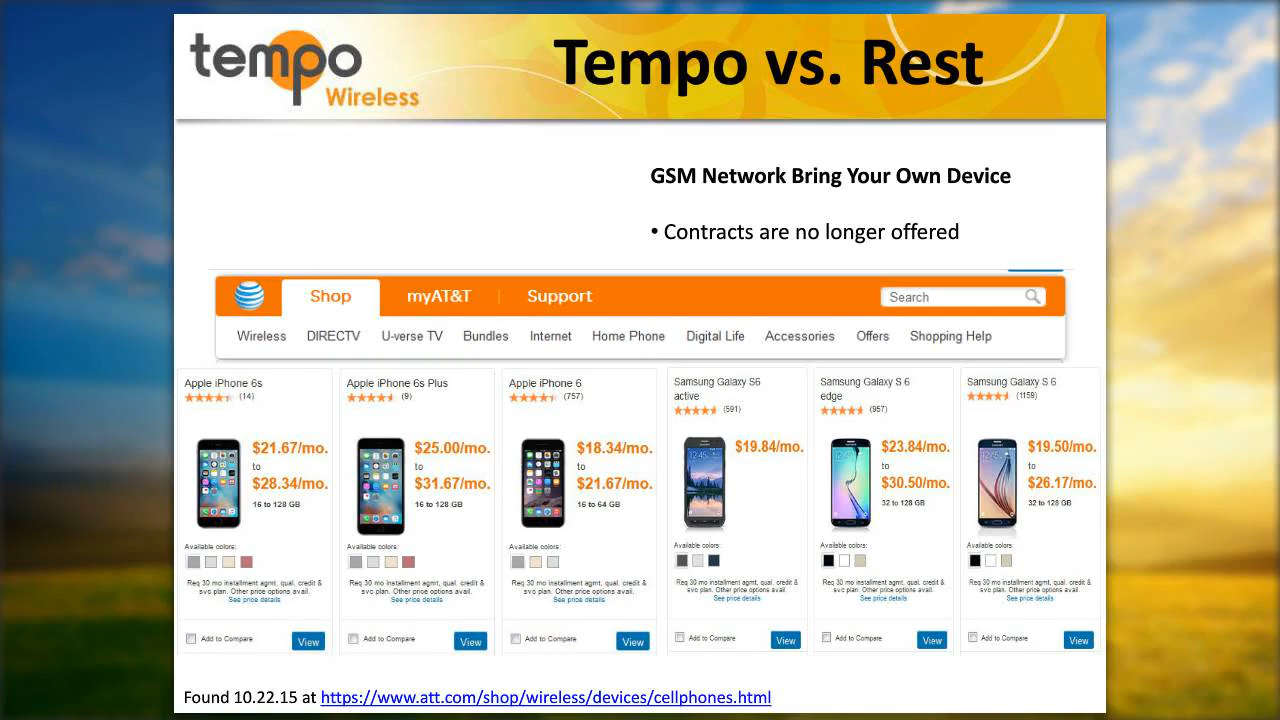 tempo
Wireless
Tempo vs. Rest
GSM Network Bring Your Own Device
• Contracts are no longer offered
Shop
myAT&T
Support
Search
Wireless
DIRECTV
U-verse TV
Bundles
Internet
Home Phone
Digital Life
Accessories
Offers
Shopping Help
Apple iPhone 6s
(14)
$21.67/mo.
to
$28.34/mo.
16 to 128 GB
Available colors:
Req 30 mo installment agmt, qual. credit &
svc plan. Other price options avail.
See price details
Add to Compare
View
Apple iPhone 6s Plus
(9)
$25.00/mo.
to
$31.67/mo.
16 to 128 GB
Available colors:
Req 30 mo installment agmt, qual. credit &
svc plan. Other price options avail.
See price details
Add to Compare
View
Apple iPhone 6
(757)
$18.34/mo.
to
$21.67/mo.
16 to 64 GB
Available colors:
Req 30 mo installment agmt, qual. credit &
svc plan. Other price options avail.
See price details
Add to Compare
View
Samsung Galaxy S6
active
(591)
$19.84/mo.
Available colors:
Req 30 mo installment agmt, qual. credit &
svc plan. Other price options avail.
See price details
Add to Compare
View
Samsung Galaxy S 6
edge
(957)
$23.84/mo.
to
$30.50/mo.
32 to 128 GB
Available colors:
Req 30 mo installment agmt, qual. credit &
svc plan. Other price options avail.
See price details
Add to Compare
View
Samsung Galaxy S 6
(1159)
$19.50/mo.
to
$26.17/mo.
32 to 128 GB
Available colors:
Req 30 mo installment agmt, qual. credit &
svc plan. Other price options avail.
See price details
Add to Compare
View
Found 10.22.15 at https://www.att.com/shop/wireless/devices/cellphones.html